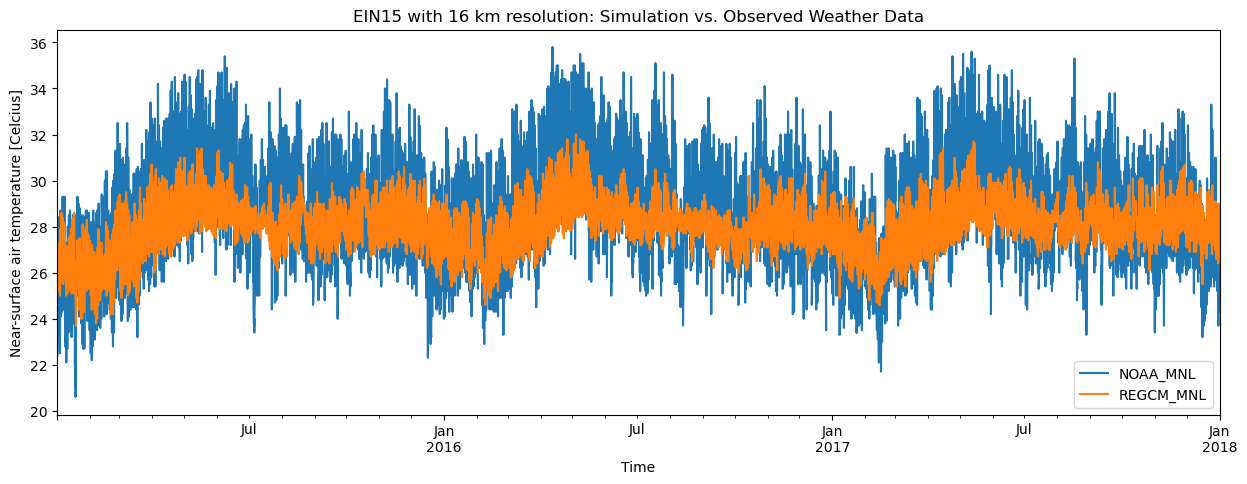 EIN15 with 16 km resolution: Simulation vs. Observed Weather Data
Near-surface air temperature [Celcius]
36
34
32
30
28
26
24
22
20
NOAA_MNL
REGCM_MNL
Jul
Jan
2016
Jul
Jan
2017
Jul
Jan
2018
Time